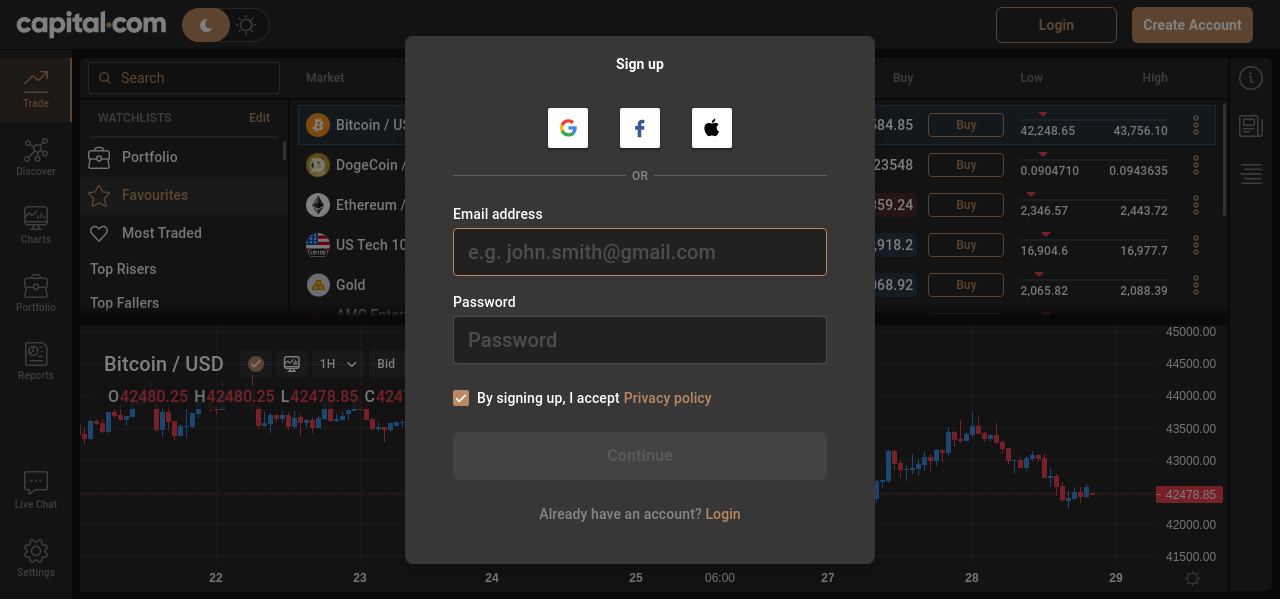 capital.com
Login
Create Account
Sign up
Search
Market
Buy
Low
High
Trade
WATCHLISTS
Edit
Bitcoin / US
584.85
Buy
42,248.65
43,756.10
OR
Discover
Portfolio
DogeCoin /
23548
Buy
0.0904710
0.0943635
Favourites
Ethereum /
359.24
Buy
2,346.57
2,443.72
Email address
e.g. john.smith@gmail.com
Charts
Most Traded
US Tech 10
US100
,918.2
Buy
16,904.6
16,977.7
Top Risers
Gold
068.92
Buy
2,065.82
2,088.39
Portfolio
Top Fallers
AMC Enter
Password
Password
45000.00
Reports
Bitcoin / USD
1H
Bid
44500.00
O42480.25 H42480.25 L42478.85 C427
By signing up, I accept Privacy policy
44000.00
43500.00
Continue
43000.00
42478.85
Live Chat
Already have an account? Login
42000.00
41500.00
Settings
22
23
24
25
06:00
27
28
29